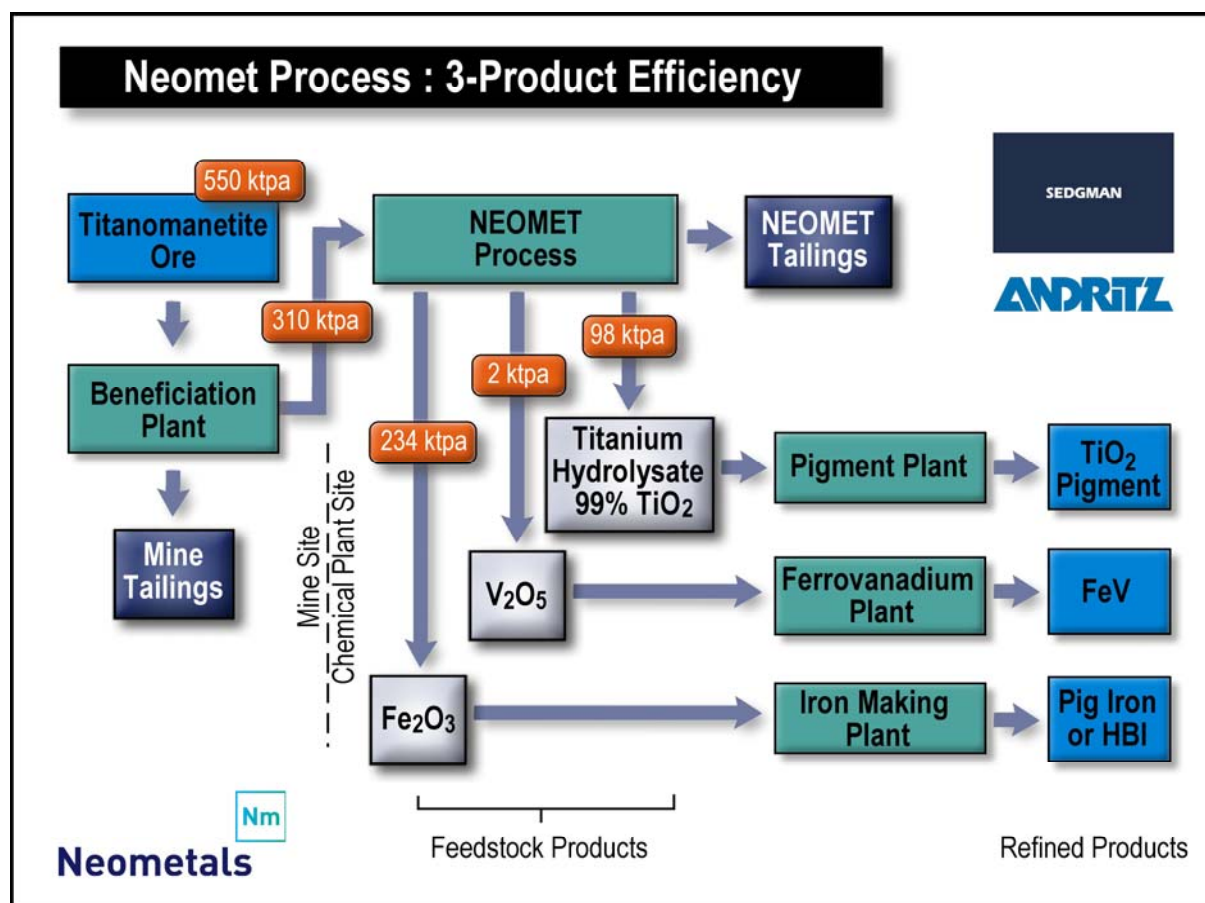 Neomet Process : 3-Product Efficiency
550 ktpa
Titanomanetite
Ore
NEOMET
Process
NEOMET
Tailings
SEDGMAN
ANDRITZ
310 ktpa
98 ktpa
2 ktpa
234 ktpa
Beneficiation
Plant
Mine
Tailings
Mine Site
Chemical Plant Site
Titanium
Hydrolysate
99% TiO₂
Pigment Plant
TiO₂
Pigment
V₂O₅
Ferrovanadium
Plant
FeV
Fe₂O₃
Iron Making
Plant
Pig Iron
or HBI
Feedstock Products
Refined Products
Nm
Neometals